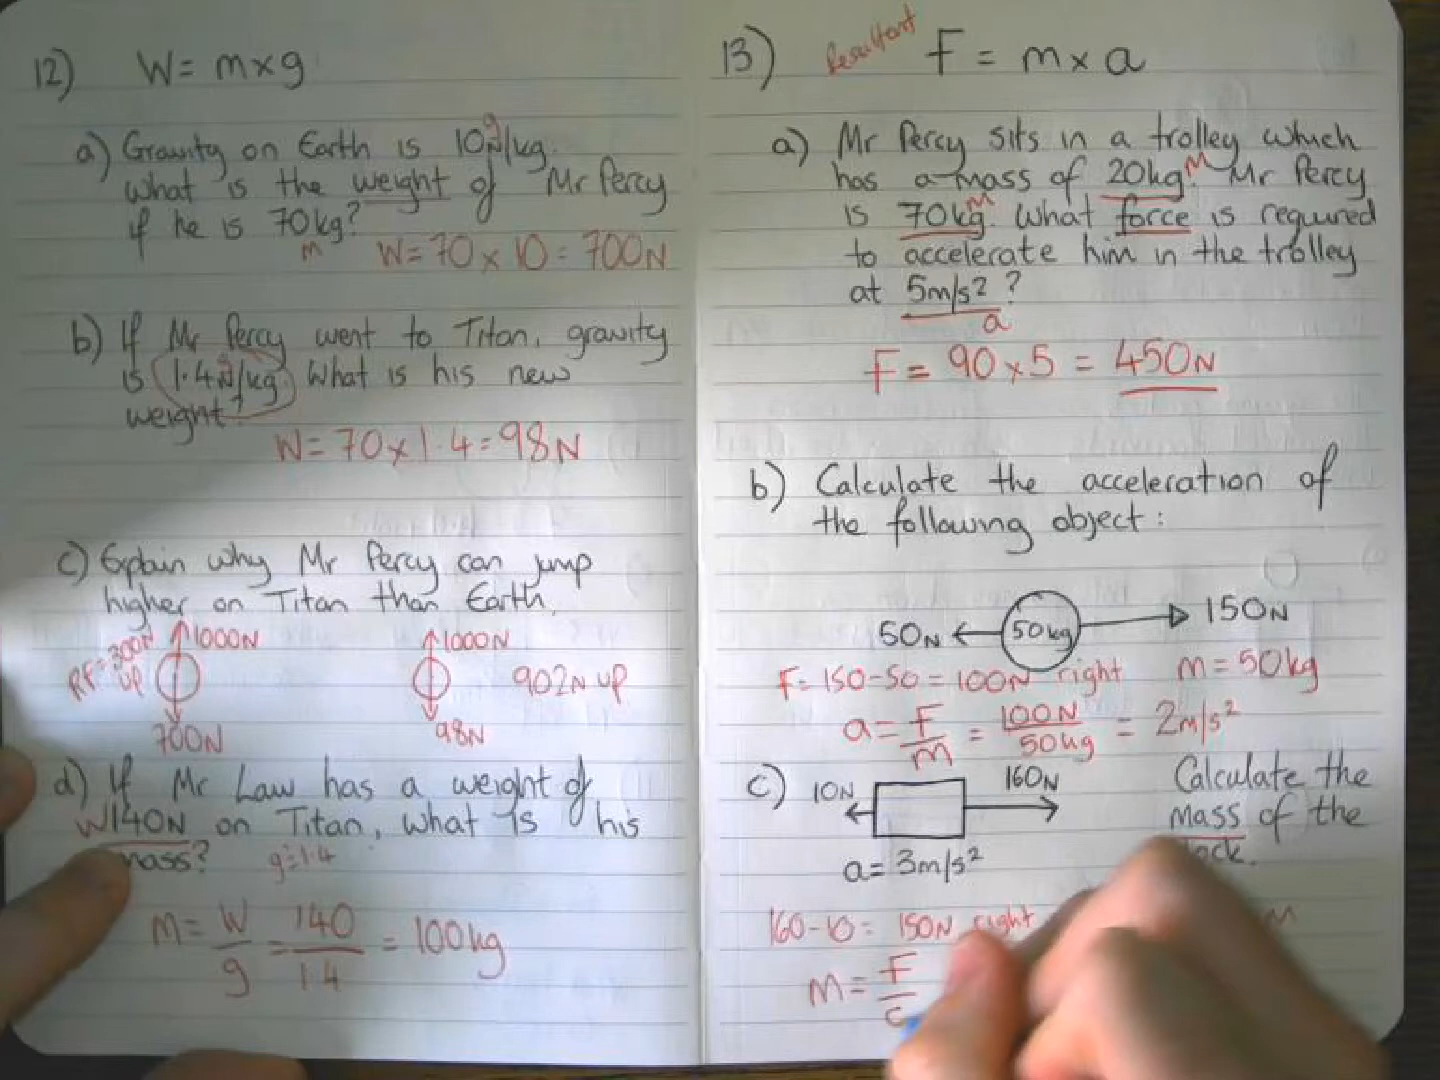 12) W = m x g
a) Gravity on Earth is 10N/kg.
g
What is the weight of Mr Percy
if he is 70kg?
m
W = 70 x 10 = 700N
b) If Mr Percy went to Titan, gravity
is 1.4N/kg. What is his new
g
weight?
W = 70 x 1.4 = 98N
c) Explain why Mr Percy can jump
higher on Titan than Earth.
RF = 300N
UP
1000N
700N
1000N
98N
902N UP
d) If Mr Law has a weight of
W 140N on Titan, what is his
mass?
g = 1.4
M = W/g = 140/1.4 = 100kg
13) Resultant F = m x a
a) Mr Percy sits in a trolley which
has a mass of 20kg. Mr Percy
M
is 70kg. What force is required
M
to accelerate him in the trolley
at 5m/s² ?
a
F = 90 x 5 = 450N
b) Calculate the acceleration of
the following object:
50N 50kg 150N
F = 150 - 50 = 100N right m = 50kg
a = F/M = 100N/50kg = 2m/s²
c) 10N 160N
a = 3m/s²
Calculate the
mass of the
160 - 10 = 150N right
M
M = F